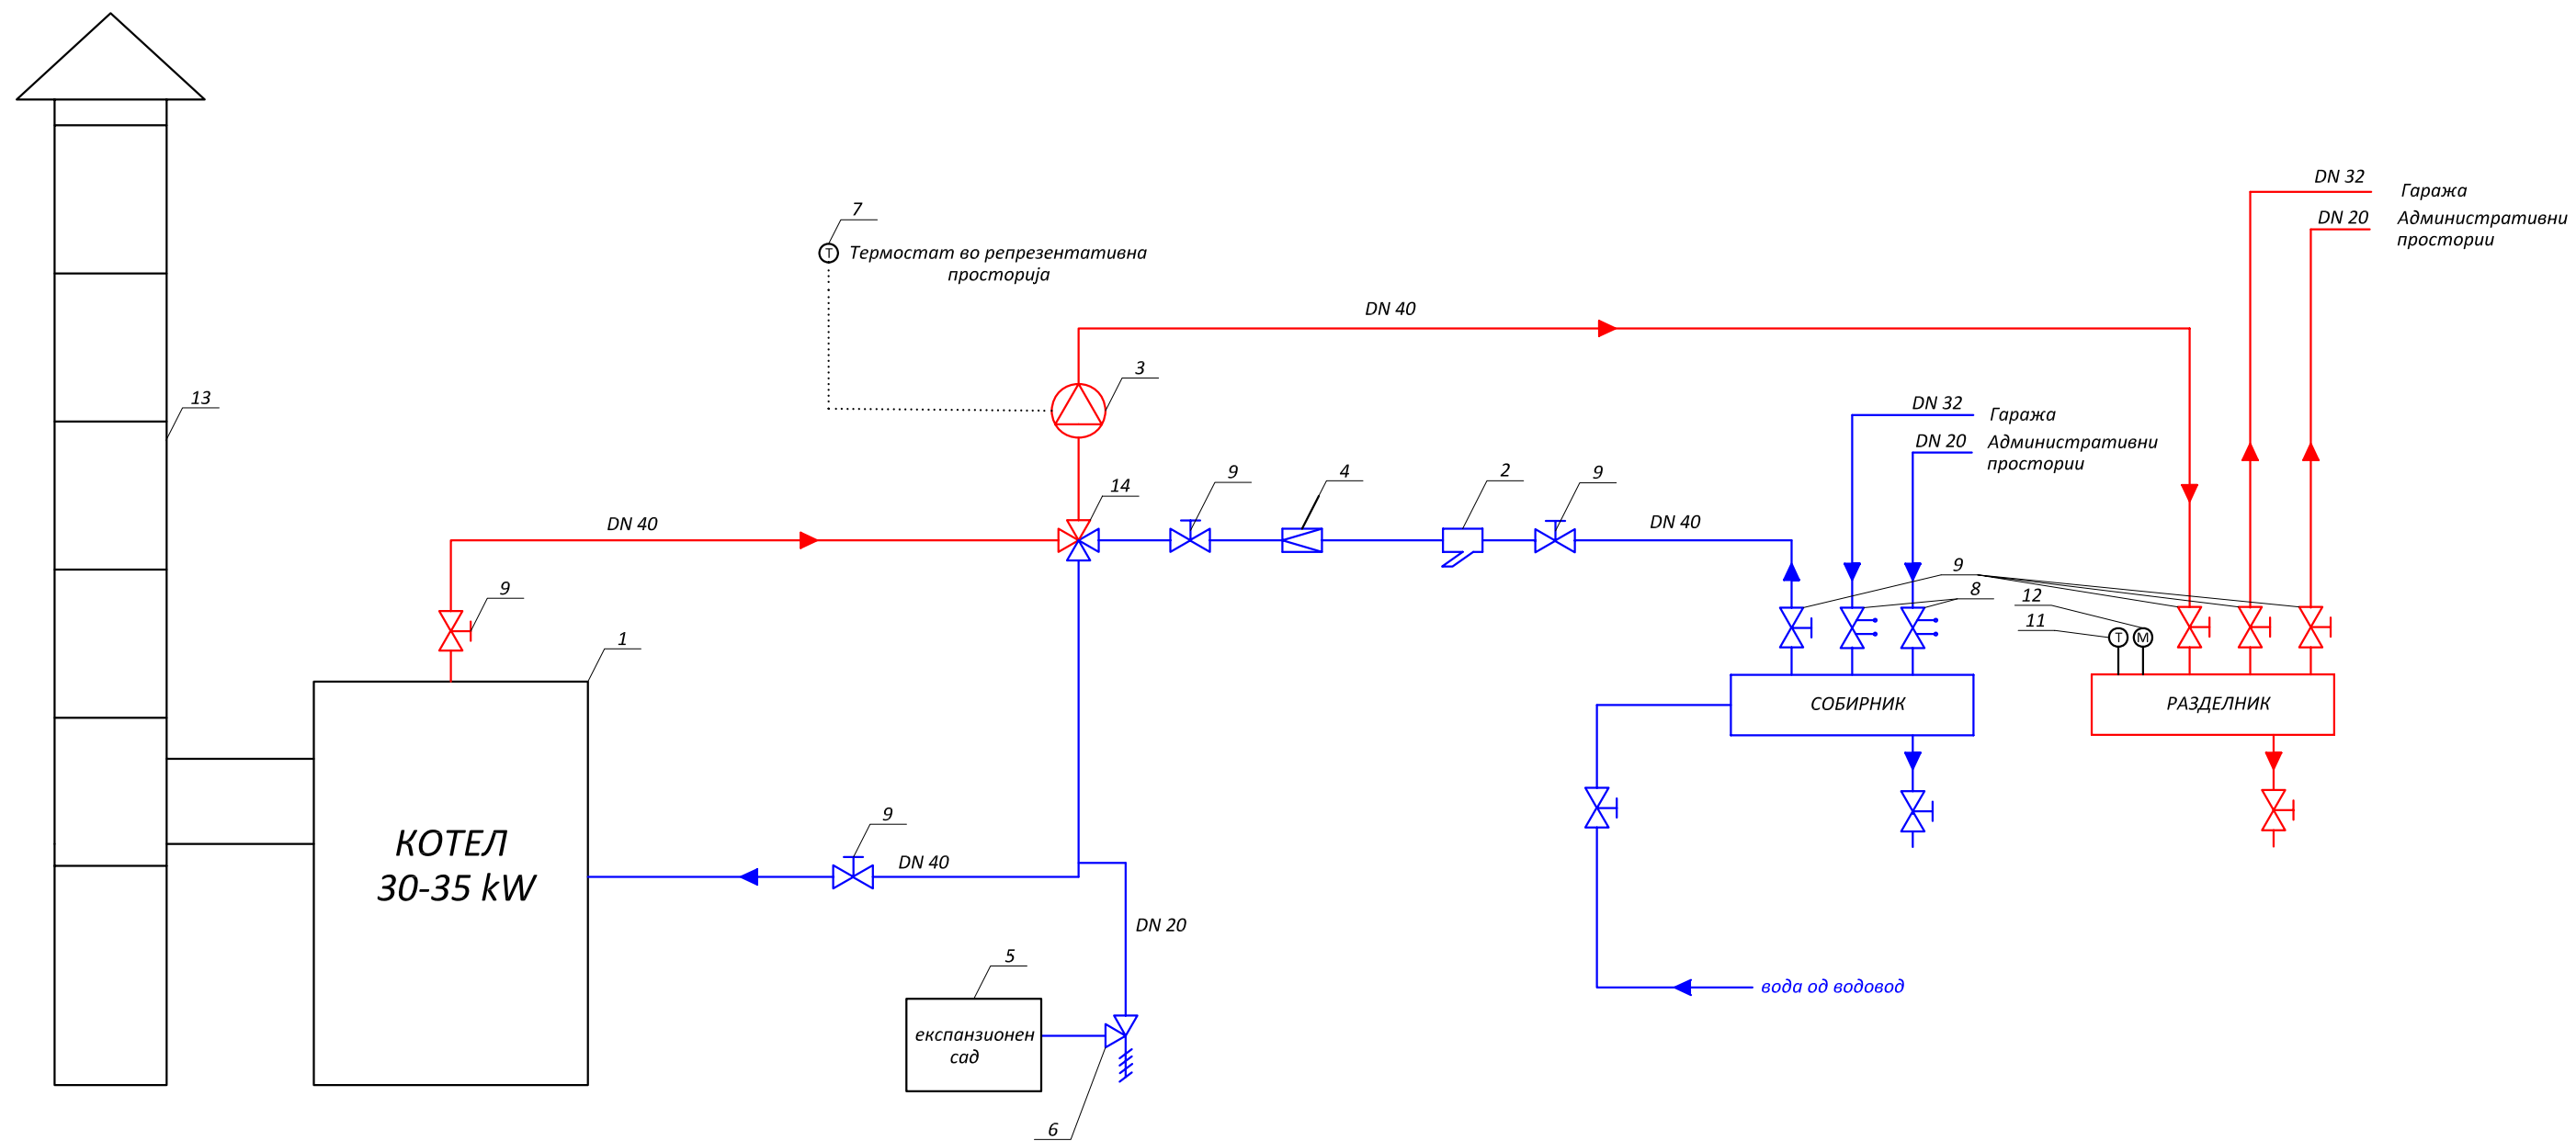 DN 32
Гаража
DN 20
Административни
простории
7
Термостат во репрезентативна
просторија
T
DN 40
3
13
DN 32
Гаража
DN 20
Административни
простории
14
9
4
2
9
DN 40
DN 40
9
9
8
12
11
T
M
1
СОБИРНИК
РАЗДЕЛНИК
КОТЕЛ
30-35 kW
9
DN 40
DN 20
5
експанзионен
сад
6
вода од водовод